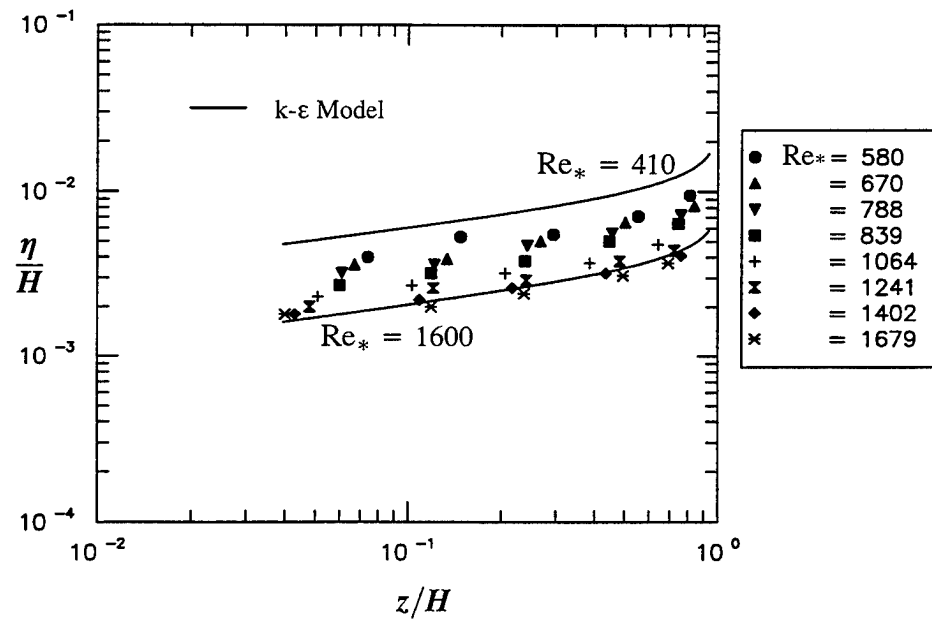 10⁻¹
k-ε Model
Re* = 410
10⁻²
η/H
Re* = 1600
10⁻³
10⁻⁴
10⁻²
10⁻¹
10⁰
z/H
Re* = 580
= 670
= 788
= 839
= 1064
= 1241
= 1402
= 1679